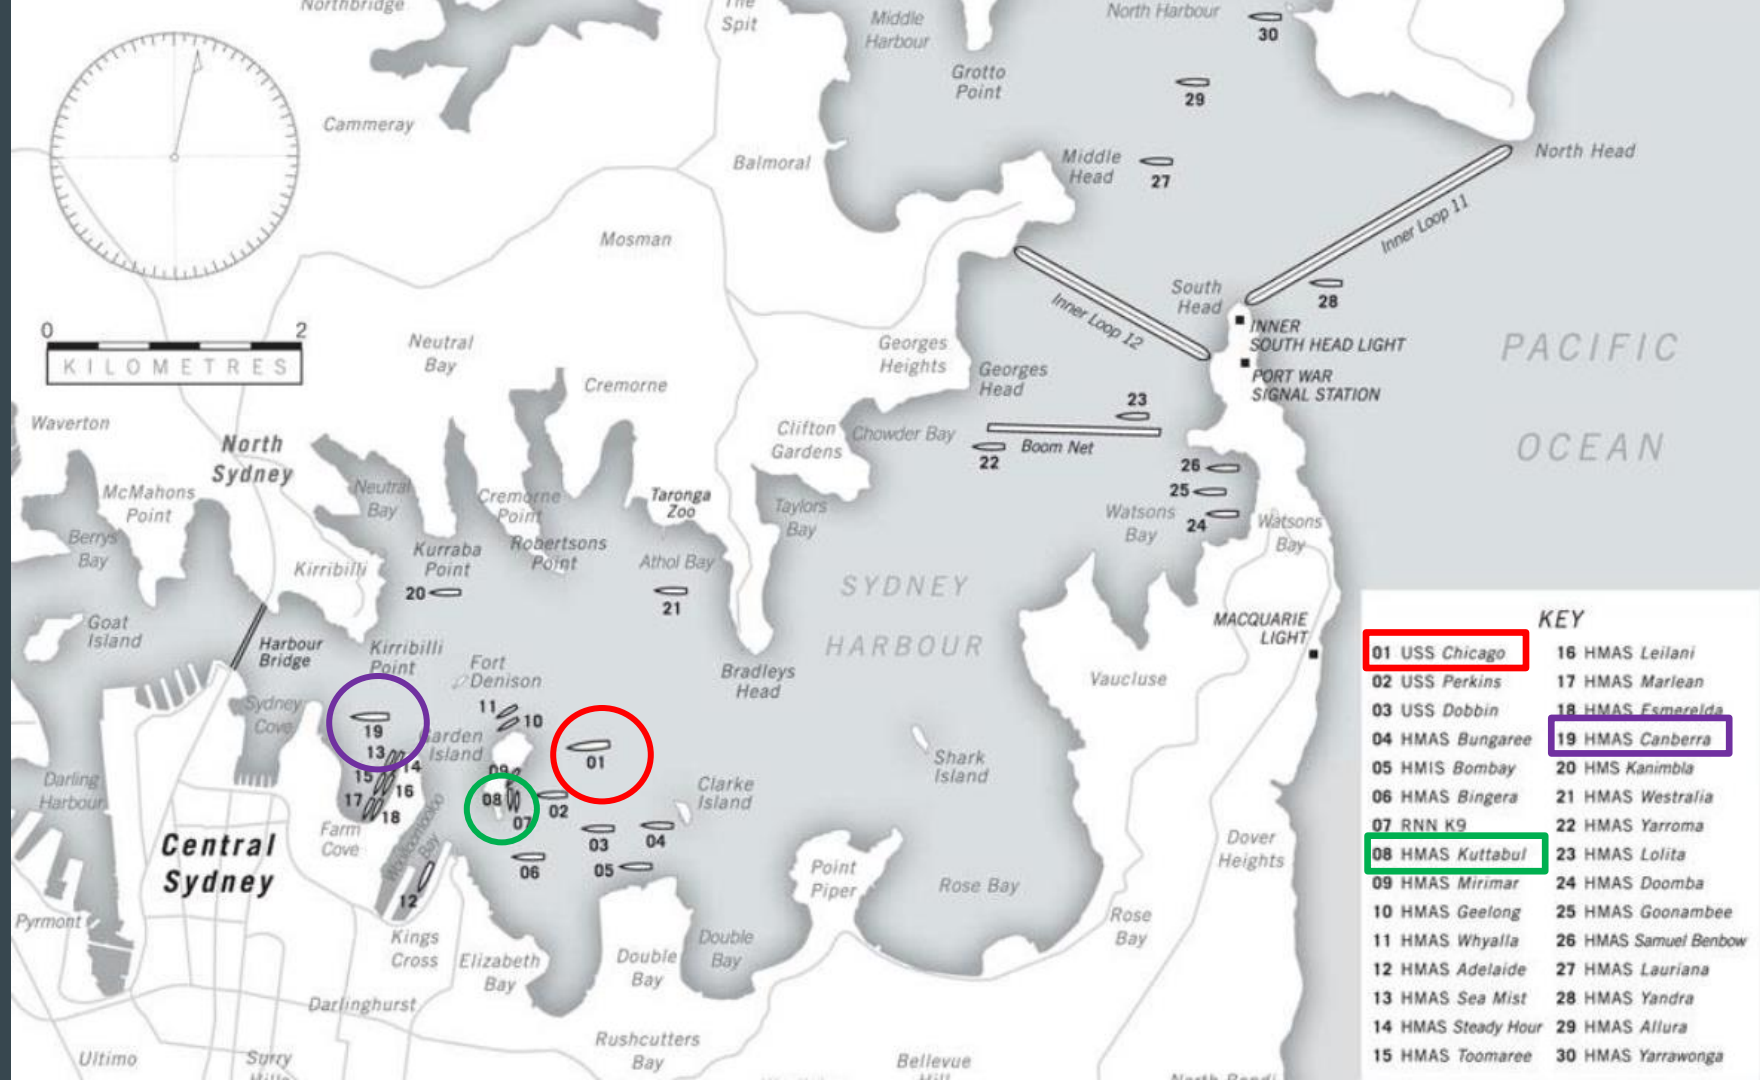 Northbridge
The
Spit
Middle
Harbour
North Harbour
30
Grotto
Point
29
Cammeray
Balmoral
Middle
Head
27
North Head
Inner Loop 11
Mosman
South
Head
28
Inner Loop 12
INNER
SOUTH HEAD LIGHT
PORT WAR
SIGNAL STATION
PACIFIC
OCEAN
0
2
KILOMETRES
Neutral
Bay
Cremorne
Georges
Heights
Georges
Head
23
Boom Net
22
Clifton
Gardens
Chowder Bay
Waverton
North
Sydney
McMahons
Point
Berrys
Bay
Neutral
Bay
Cremorne
Point
Taronga
Zoo
Taylors
Bay
26
25
24
Watsons
Bay
Watsons
Bay
Kirribilli
Kurraba
Point
Robertsons
Point
Athol Bay
20
21
SYDNEY
HARBOUR
MACQUARIE
LIGHT
Goat
Island
Harbour
Bridge
Kirribilli
Point
Fort
Denison
Bradleys
Head
Vaucluse
Sydney
Cove
19
11
10
Garden
Island
01
13
14
15
16
17
18
09
08
07
02
03
04
05
06
Clarke
Island
Shark
Island
Darling
Harbour
Farm
Cove
Woolloomooloo
Bay
12
Central
Sydney
Point
Piper
Rose Bay
Dover
Heights
Rose
Bay
Pyrmont
Kings
Cross
Elizabeth
Bay
Double
Bay
Double
Bay
Darlinghurst
Rushcutters
Bay
Ultimo
Surry
Hills
Bellevue
Hill
North Bondi
KEY
01 USS Chicago
02 USS Perkins
03 USS Dobbin
04 HMAS Bungaree
05 HMIS Bombay
06 HMAS Bingera
07 RNN K9
08 HMAS Kuttabul
09 HMAS Mirimar
10 HMAS Geelong
11 HMAS Whyalla
12 HMAS Adelaide
13 HMAS Sea Mist
14 HMAS Steady Hour
15 HMAS Toomaree
16 HMAS Leilani
17 HMAS Marlean
18 HMAS Esmerelda
19 HMAS Canberra
20 HMS Kanimbla
21 HMAS Westralia
22 HMAS Yarroma
23 HMAS Lolita
24 HMAS Doomba
25 HMAS Goonambee
26 HMAS Samuel Benbow
27 HMAS Lauriana
28 HMAS Yandra
29 HMAS Allura
30 HMAS Yarrawonga